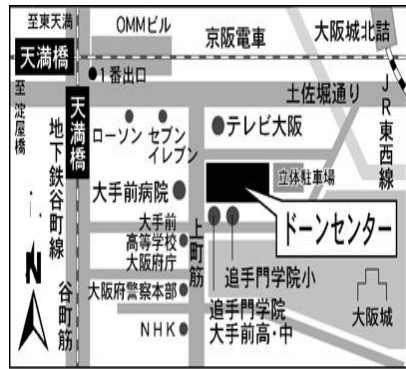 至東天満
OMMビル
京阪電車
大阪城北詰
天満橋
1番出口
土佐堀通り
至淀屋橋
地下鉄谷町線
天満橋
ローソン
セブン
イレブン
テレビ大阪
JR東西線
立体駐車場
大手前病院
ドーンセンター
大手前
高等学校
上町筋
大阪府庁
追手門学院小
N
谷町筋
大阪府警察本部
追手門学院
大手前高・中
大阪城
NHK